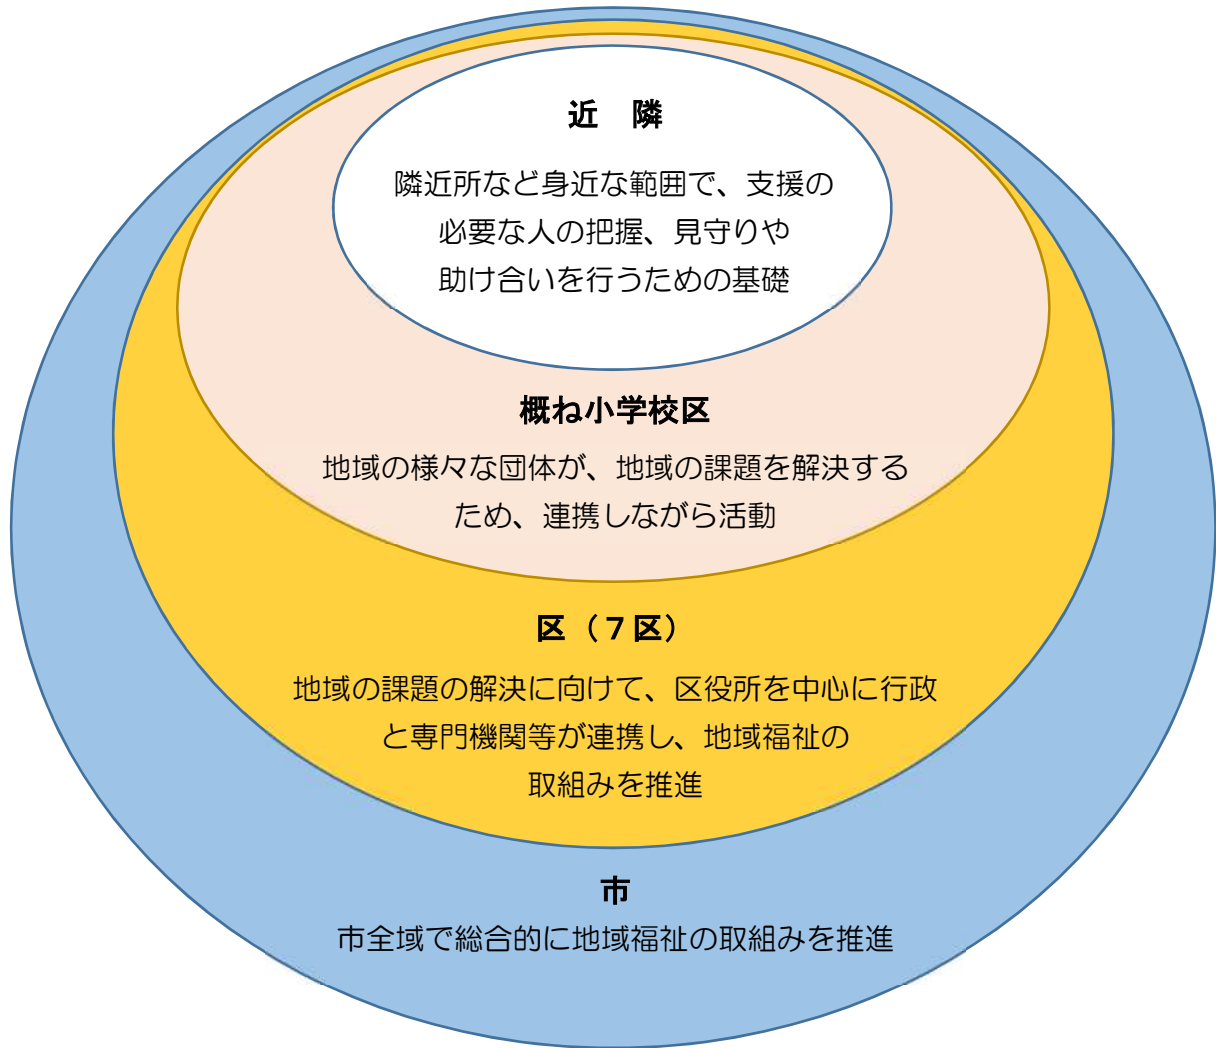 近　隣
隣近所など身近な範囲で、支援の
必要な人の把握、見守りや
助け合いを行うための基礎
概ね小学校区
地域の様々な団体が、地域の課題を解決する
ため、連携しながら活動
区（７区）
地域の課題の解決に向けて、区役所を中心に行政
と専門機関等が連携し、地域福祉の
取組みを推進
市
市全域で総合的に地域福祉の取組みを推進